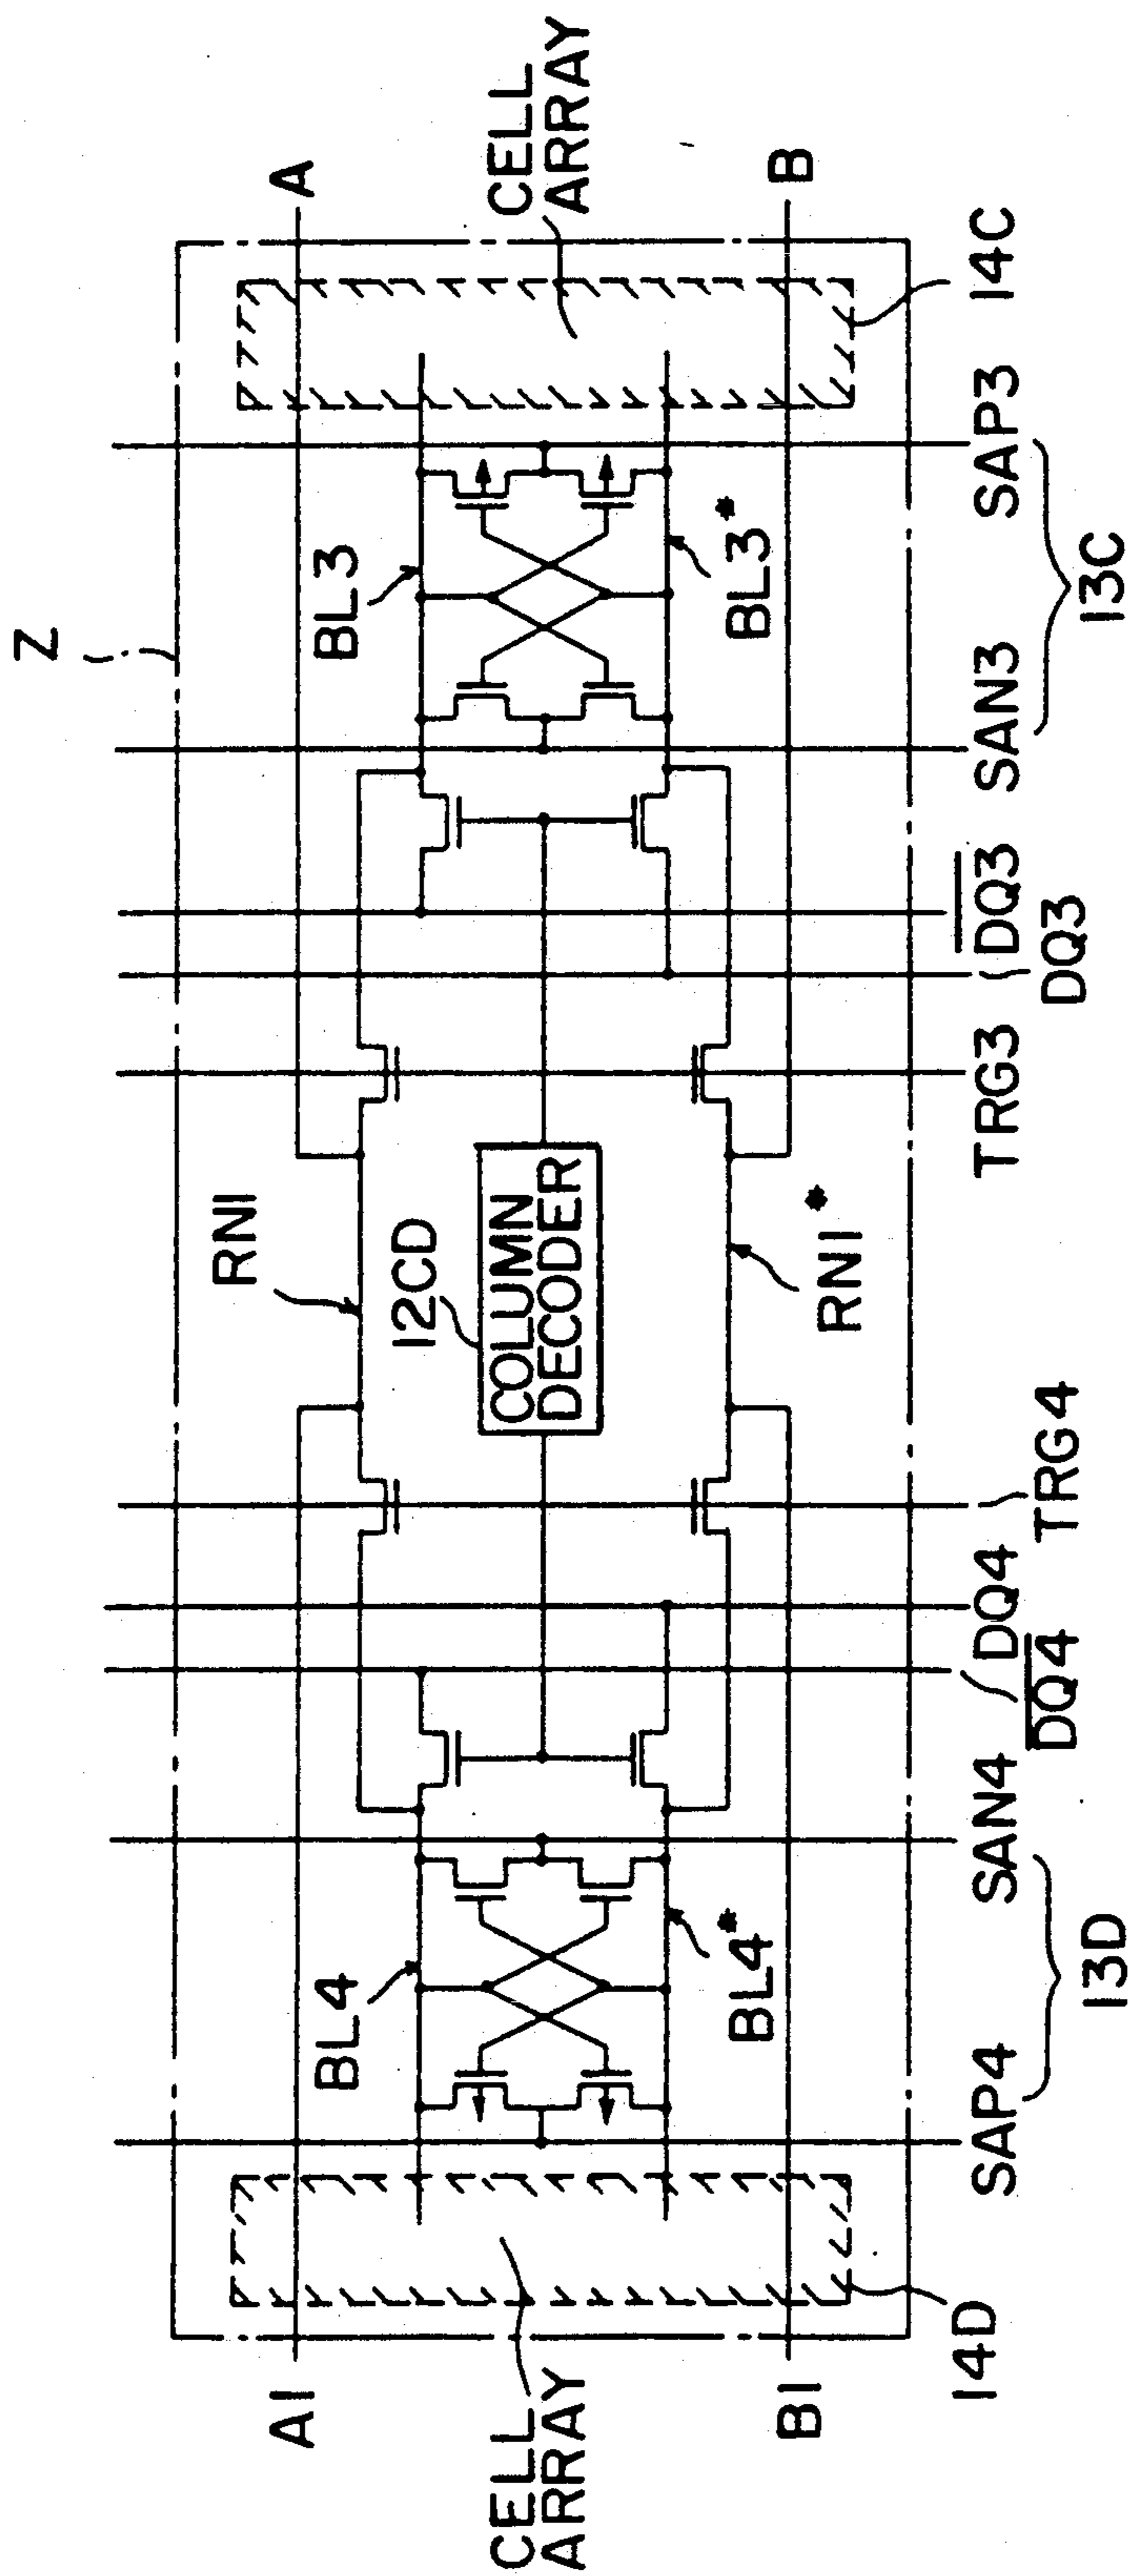 Z
A1
A
CELL
ARRAY
CELL
ARRAY
RN1
BL4
BL3
12CD
COLUMN
DECODER
BL4*
RN1*
BL3*
B1
B
14D
SAP4
SAN4
DQ4
TRG4
TRG3
DQ3
SAN3
SAP3
14C
DQ4
DQ3
13D
13C